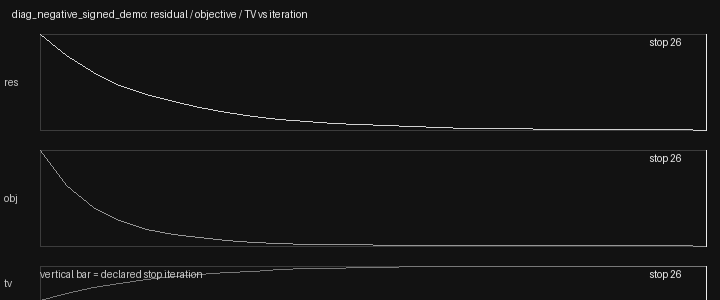 diag_negative_signed_demo: residual / objective / TV vs iteration
stop 26
res
stop 26
obj
vertical bar = declared stop iteration
stop 26
tv